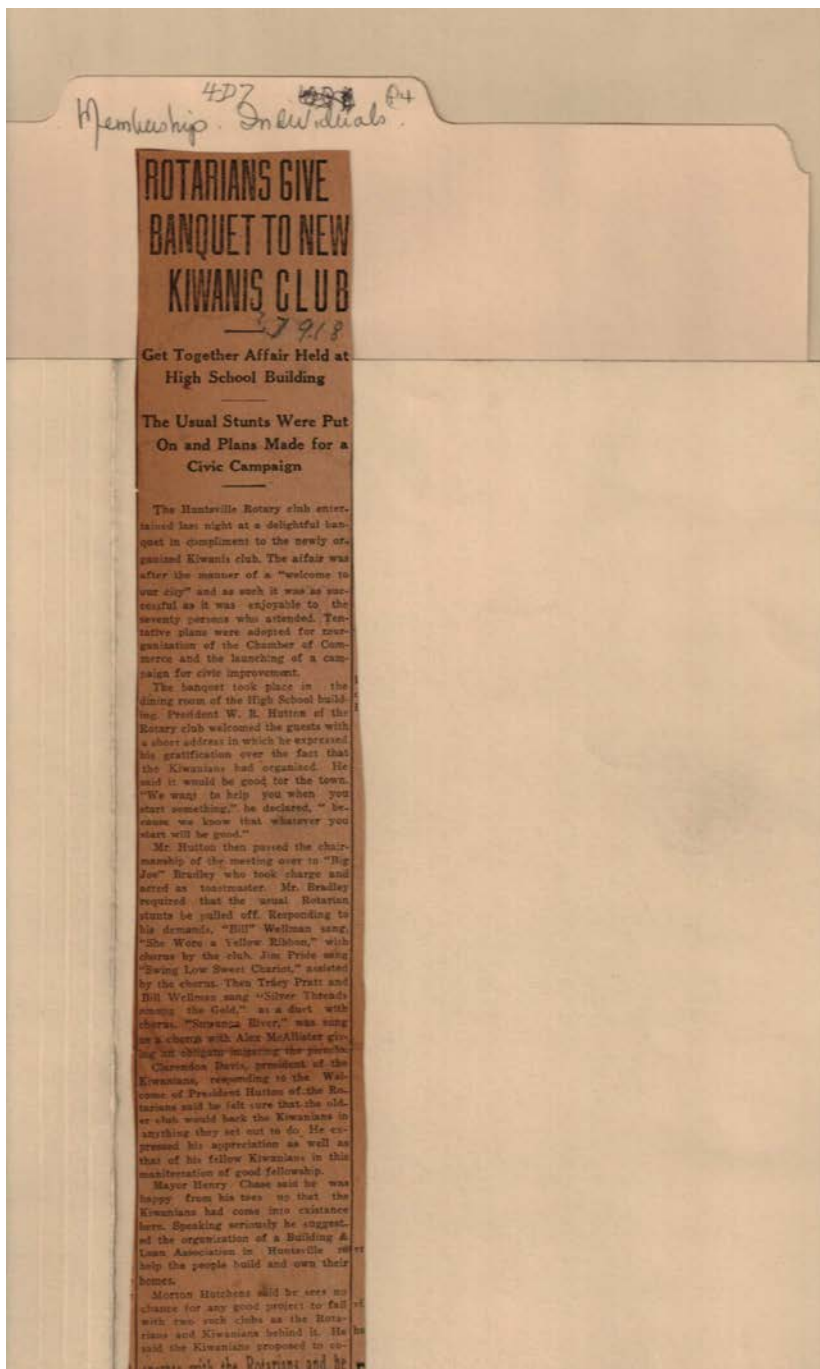 4D7 64
Membership. Individuals.
ROTARIANS GIVE
BANQUET TO NEW
KIWANIS CLUB
1918
Get Together Affair Held at
High School Building
The Usual Stunts Were Put
On and Plans Made for a
Civic Campaign
The Huntsville Rotary club enter-
tained last night at a delightful ban-
quet in compliment to the newly or-
ganized Kiwanis club. The affair was
after the manner of a "welcome to
our city" and as such it was as suc-
cessful as it was enjoyable to the
seventy persons who attended. Ten-
tative plans were adopted for reor-
ganization of the Chamber of Com-
merce and the launching of a cam-
paign for civic improvement.
The banquet took place in the
dining room of the High School build-
ing. President W. R. Hutton of the
Rotary club welcomed the guests with
a short address in which he expressed
his gratification over the fact that
the Kiwanians had organized. He
said it would be good for the town.
"We want to help you when you
start something," he declared, " be-
cause we know that whatever you
start will be good."
Mr. Hutton then passed the chair-
manship of the meeting over to "Big
Joe" Bradley who took charge and
acted as toastmaster. Mr. Bradley
required that the usual Rotarian
stunts be pulled off. Responding to
his demands, "Bill" Wellman sang,
"She Wore a Yellow Ribbon," with
chorus by the club. Jim Pride sang
"Swing Low Sweet Chariot," assisted
by the chorus. Then Tracy Pratt and
Bill Wellman sang "Silver Threads
among the Gold," as a duet with
chorus. "Suwanee River," was sung
as a chorus with Alex McAllister giv-
ing an obligato imitating the
Clarendon Davis, president of the
Kiwanians, responding to the Wel-
come of President Hutton of the Ro-
tarians said he felt sure that the old-
er club would back the Kiwanians in
anything they set out to do. He ex-
pressed his appreciation as well as
that of his fellow Kiwanians in this
manifestation of good fellowship.
Mayor Henry Chase said he was
happy from his toes up that the
Kiwanians had come into existance
here. Speaking seriously he suggest-
ed the organization of a Building &
Loan Association in Huntsville
help the people build and own their
homes.
Morton Hutchens said he sees no
chance for any good project to fail
with two such clubs as the Rota-
rians and Kiwanians behind it. He
said the Kiwanians proposed to co-
operate with the Rotarians and he